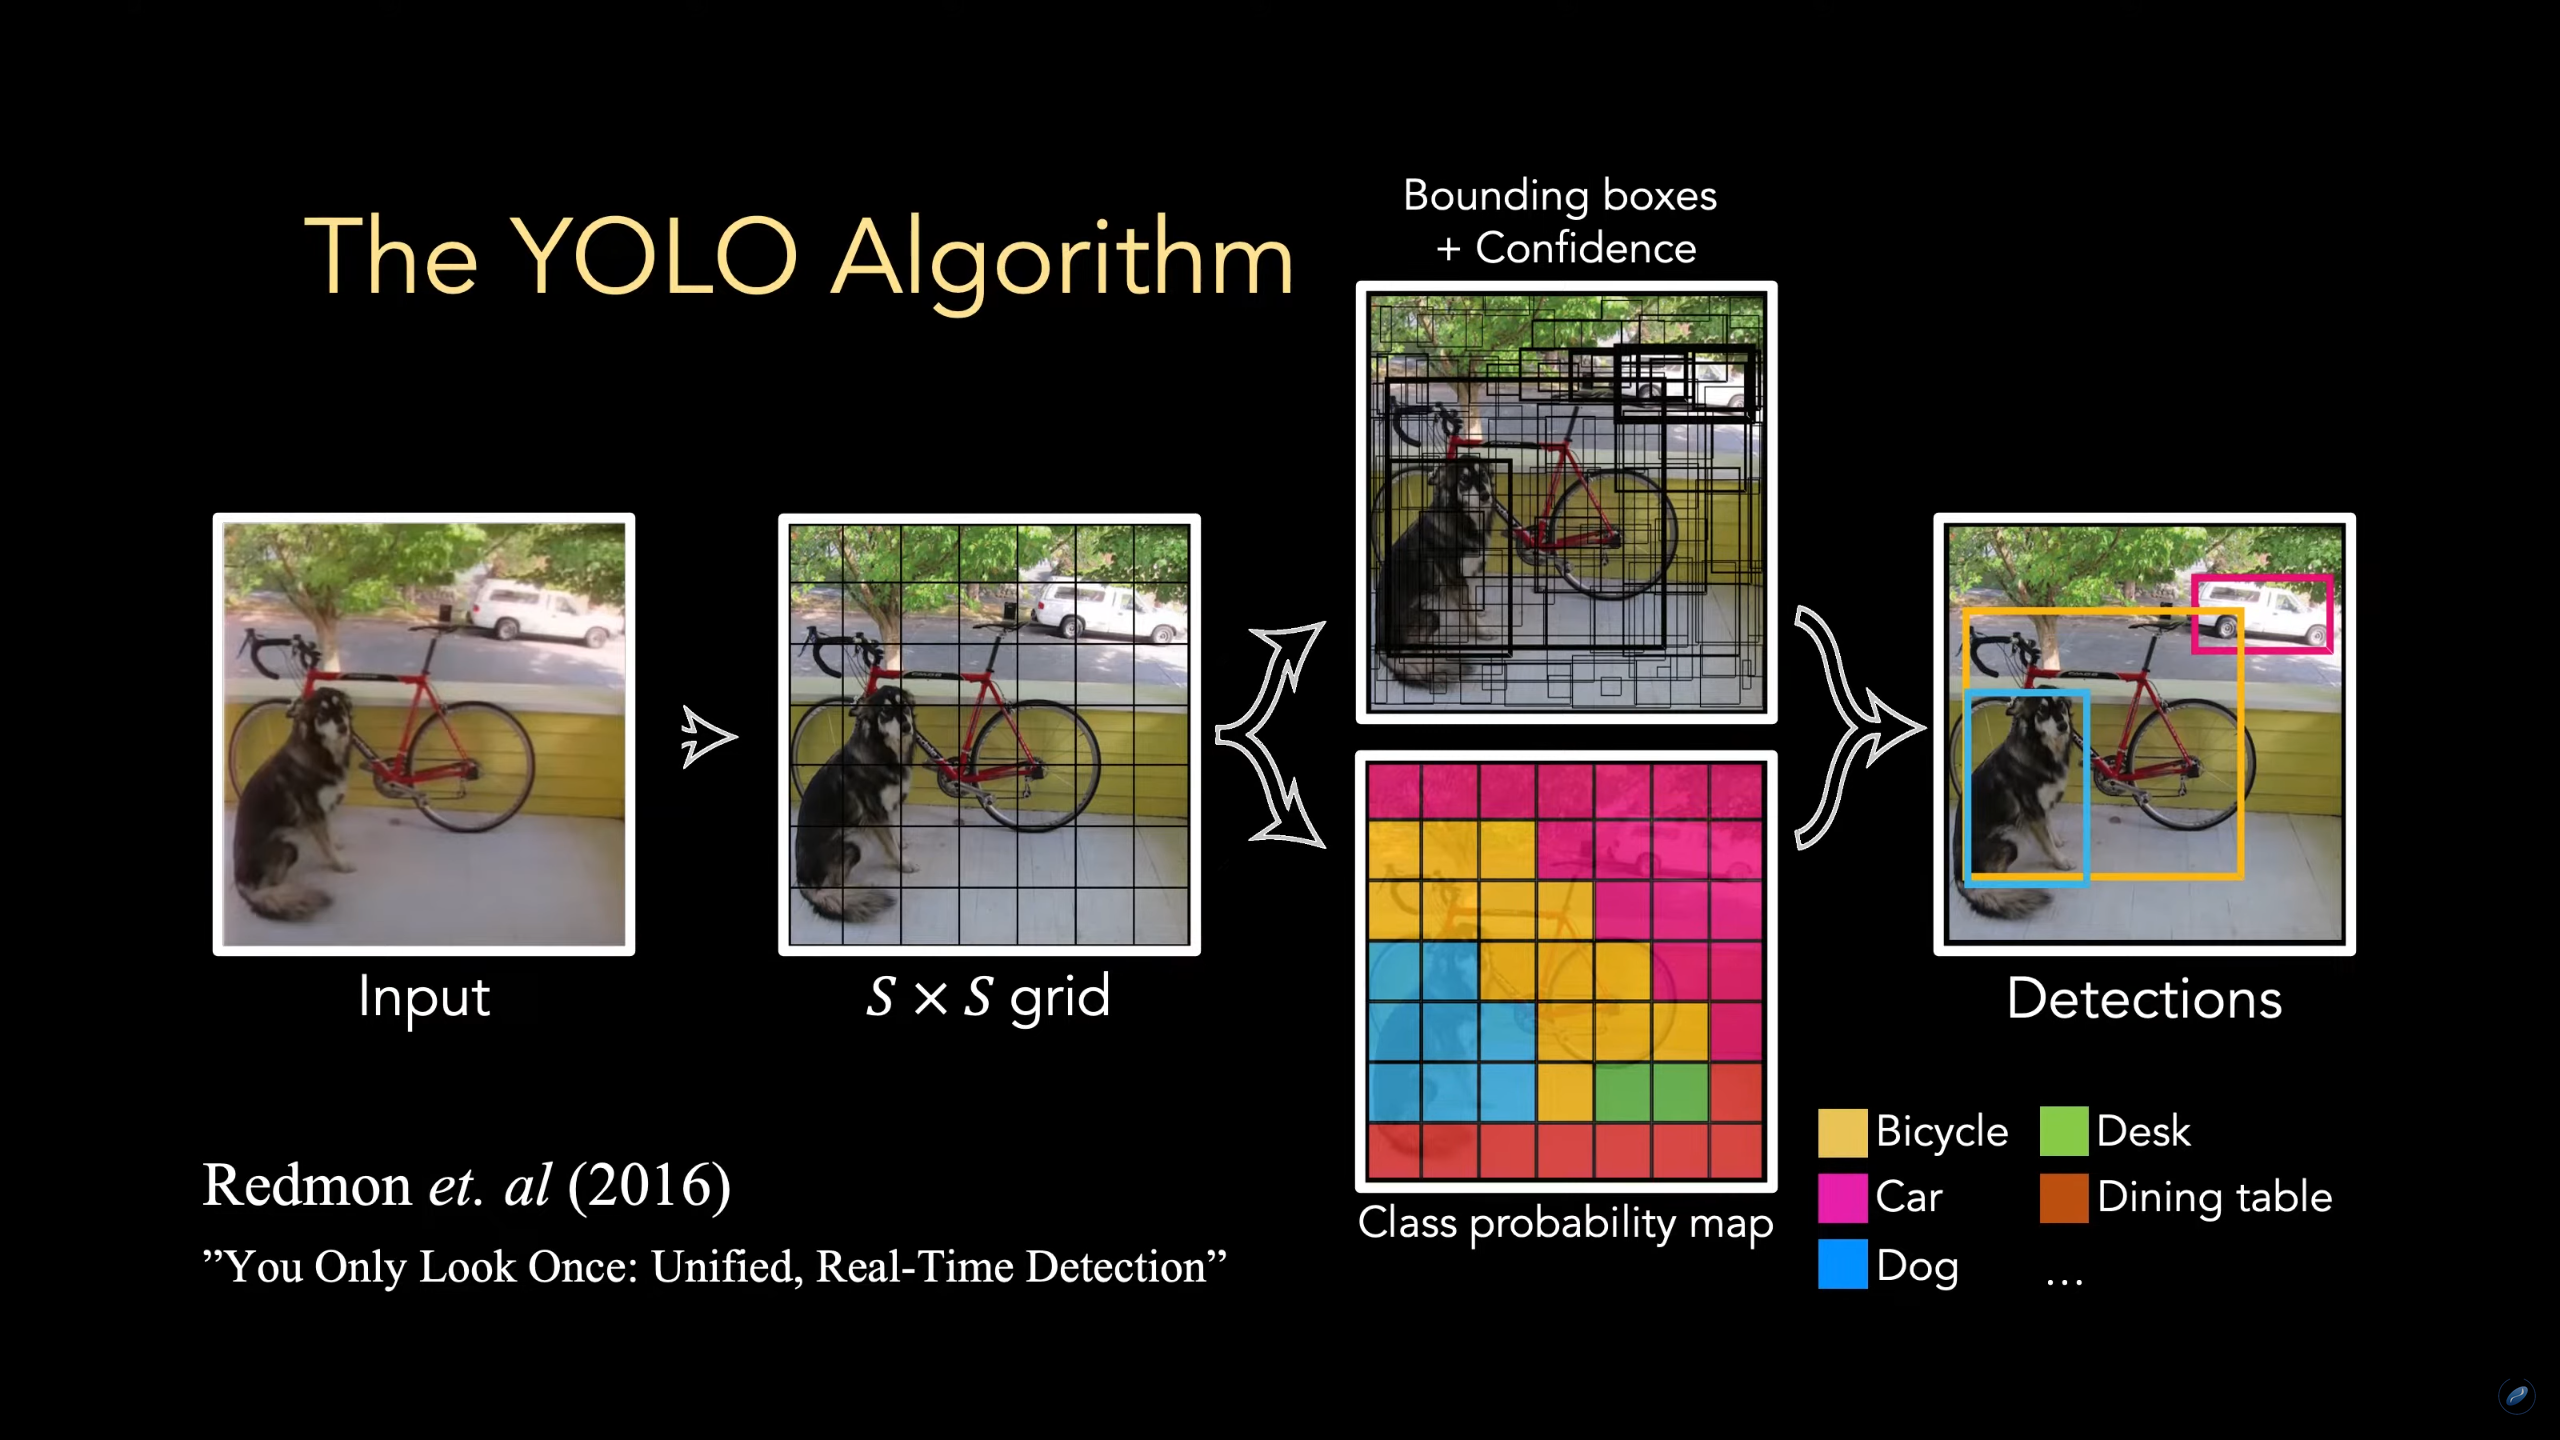 The YOLO Algorithm
Bounding boxes
+ Confidence
Input
S × S grid
Class probability map
Detections
Bicycle
Car
Dog
Desk
Dining table
...
Redmon et. al (2016)
”You Only Look Once: Unified, Real-Time Detection”